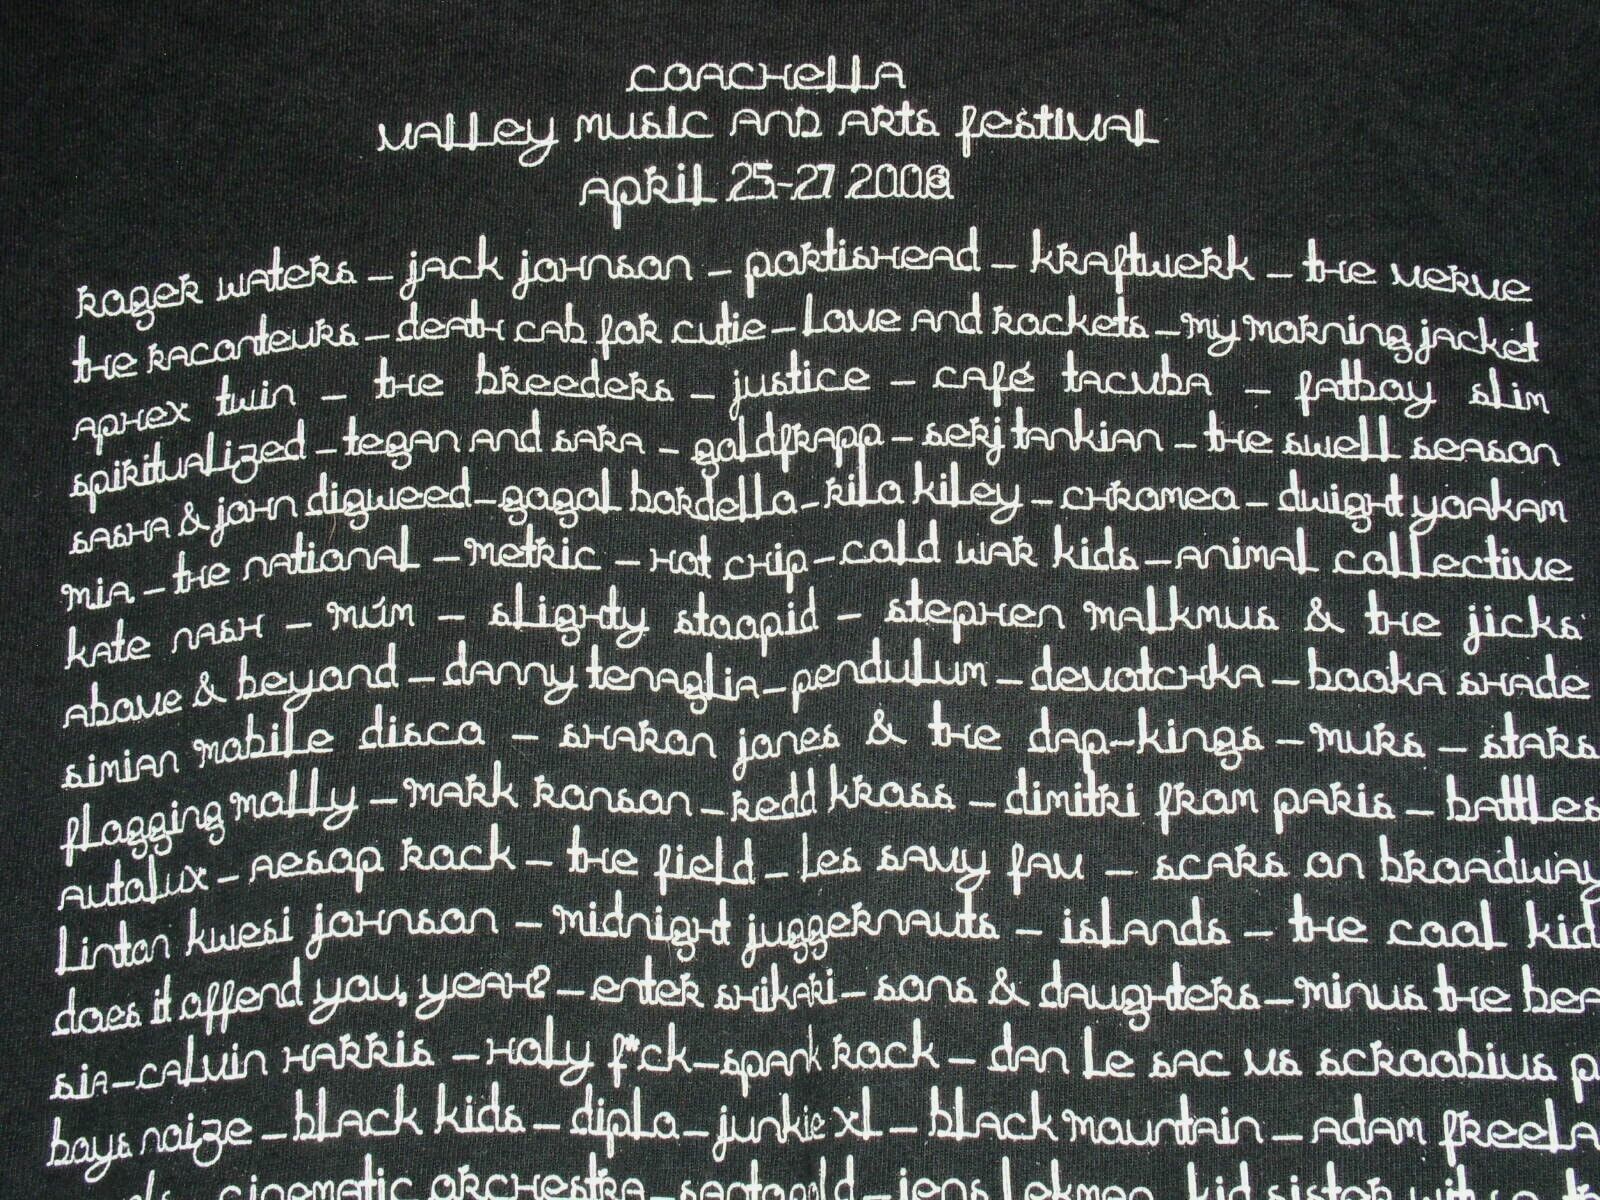 coachella
valley music and arts festival
april 25-27 2008
roger waters – jack johnson – portishead – kraftwerk – the verve
the raconteurs – death cab for cutie – love and rockets – my morning jacket
aphex twin – the breeders – justice – café tacuba – fatboy slim
spiritualized – tegan and sara – goldfrapp – serj tankian – the swell season
sasha & john digweed – gogol bordello – rilo kiley – chromeo – dwight yoakam
mia – the national – metric – hot chip – cold war kids – animal collective
kate nash – múm – slighty stoopid – stephen malkmus & the jicks
above & beyond – danny tenaglia – pendulum – devotchka – booka shade
simian mobile disco – sharon jones & the dap-kings – murs – stars
flogging molly – mark ronson – redd kross – dimitri from paris – battles
autolux – aesop rock – the field – les savy fav – scars on broadway
linton kwesi johnson – midnight juggernauts – islands – the cool kid
does it offend you, yeah? – enter shikari – sons & daughters – minus the bea
sia – calvin harris – holy f*ck – spank rock – dan le sac vs scroobius p
boys noize – black kids – diplo – junkie xl – black mountain – adam freela
cinematic orchestra – santogold – jens lekman – kid sister